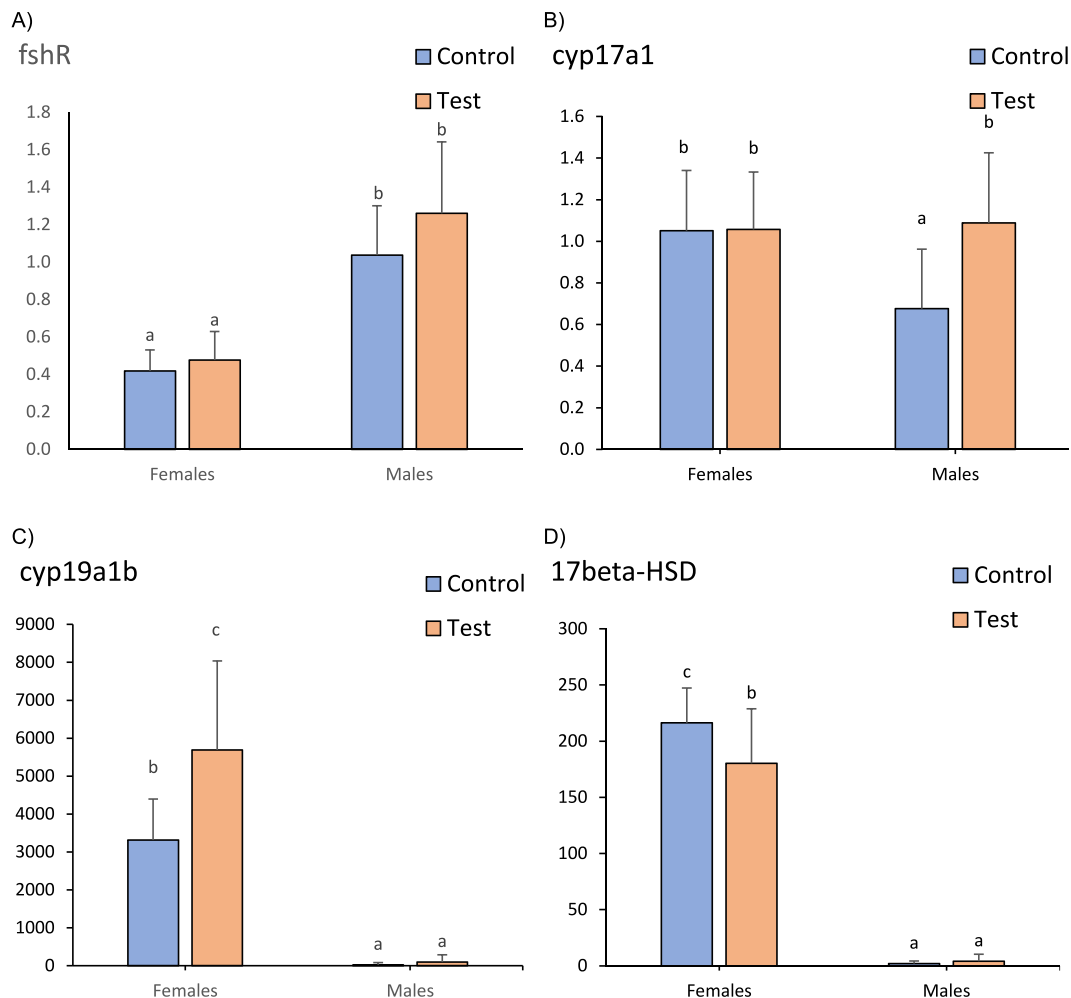 A)
fshR
Control
Test
1.8
1.6
1.4
1.2
1.0
0.8
0.6
0.4
0.2
0.0
a
a
b
b
Females
Males
B)
cyp17a1
Control
Test
1.6
1.4
1.2
1.0
0.8
0.6
0.4
0.2
0.0
b
b
a
b
Females
Males
C)
cyp19a1b
Control
Test
9000
8000
7000
6000
5000
4000
3000
2000
1000
0
b
c
a
a
Females
Males
D)
17beta-HSD
Control
Test
300
250
200
150
100
50
0
c
b
a
a
Females
Males